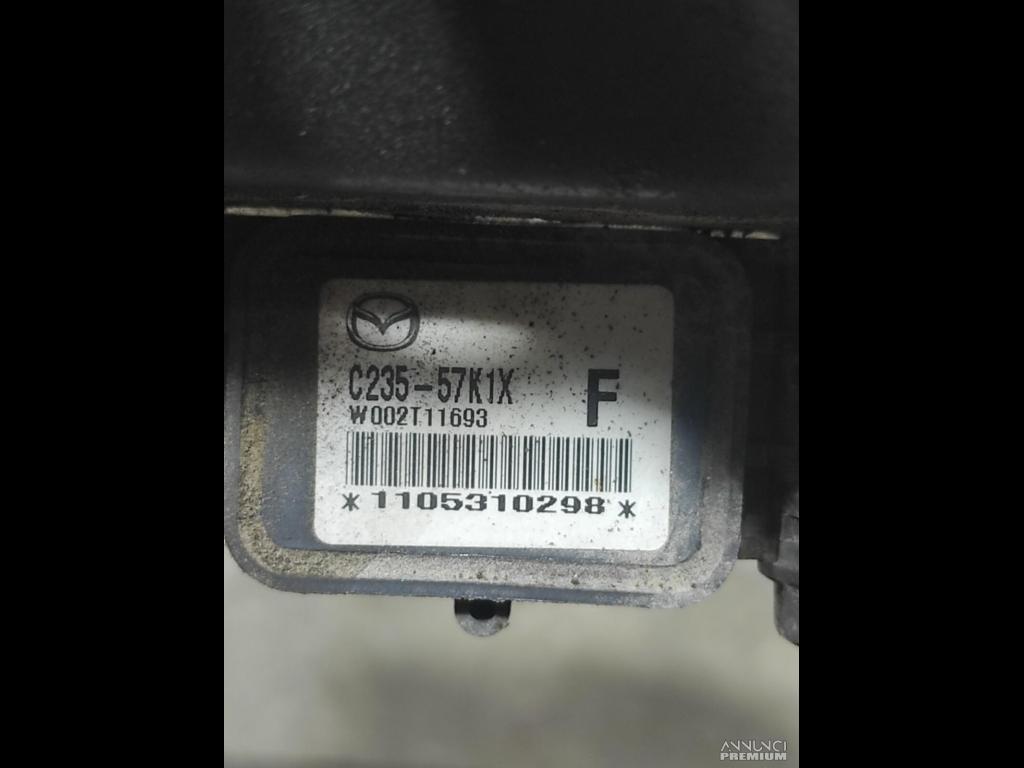 C235-57K1X
F
W002T11693
*1105310298*
ANNUNCI
PREMIUM